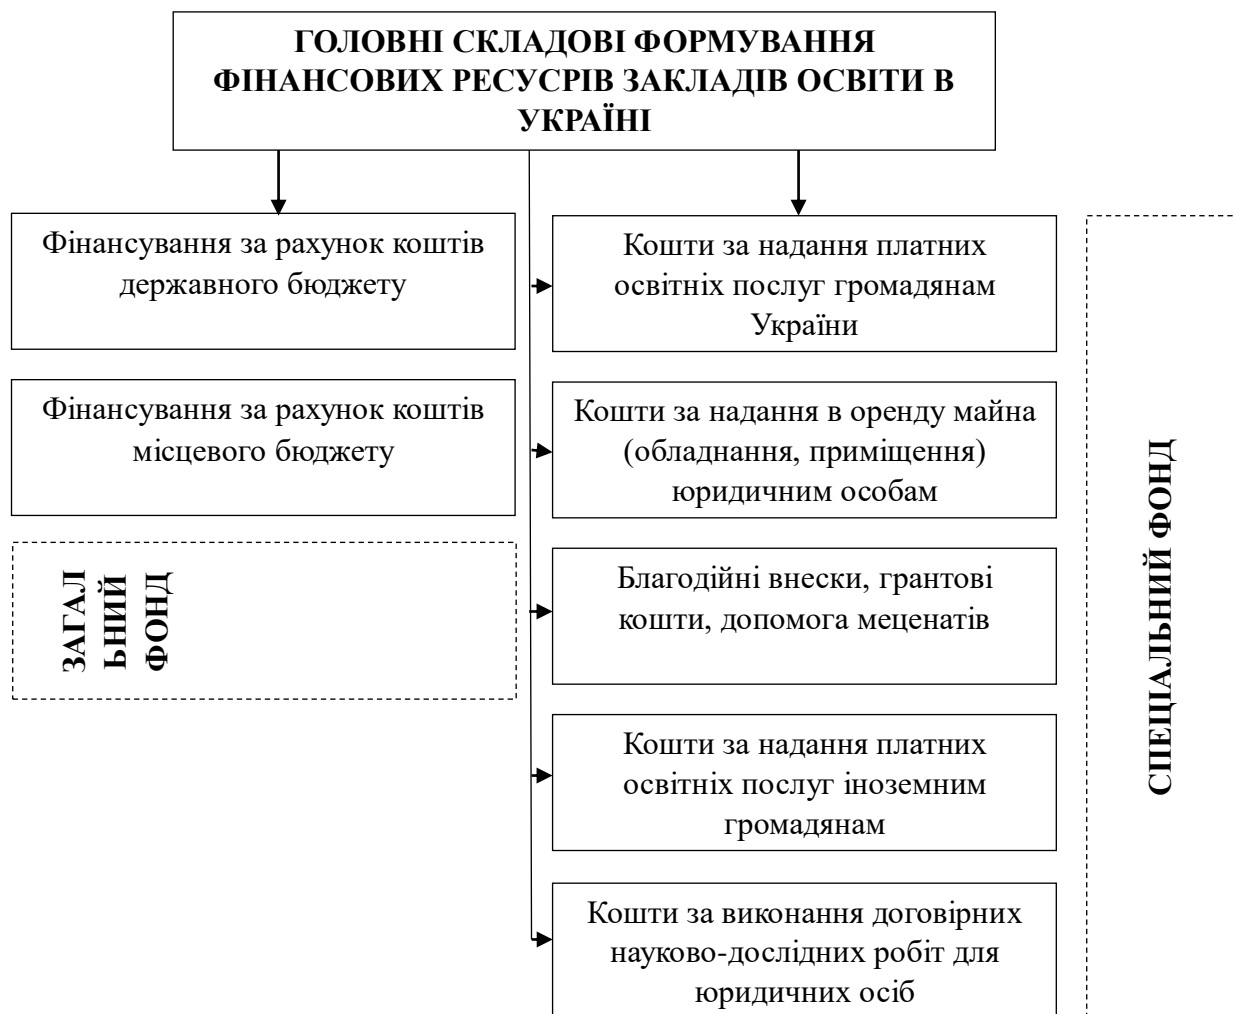 ГОЛОВНІ СКЛАДОВІ ФОРМУВАННЯ
ФІНАНСОВИХ РЕСУСРІВ ЗАКЛАДІВ ОСВІТИ В
УКРАЇНІ
Фінансування за рахунок коштів
державного бюджету
Фінансування за рахунок коштів
місцевого бюджету
ЗАГАЛ
ЬНИЙ
ФОНД
Кошти за надання платних
освітніх послуг громадянам
України
Кошти за надання в оренду майна
(обладнання, приміщення)
юридичним особам
Благодійні внески, грантові
кошти, допомога меценатів
Кошти за надання платних
освітніх послуг іноземним
громадянам
Кошти за виконання договірних
науково-дослідних робіт для
юридичних осіб
СПЕЦІАЛЬНИЙ ФОНД